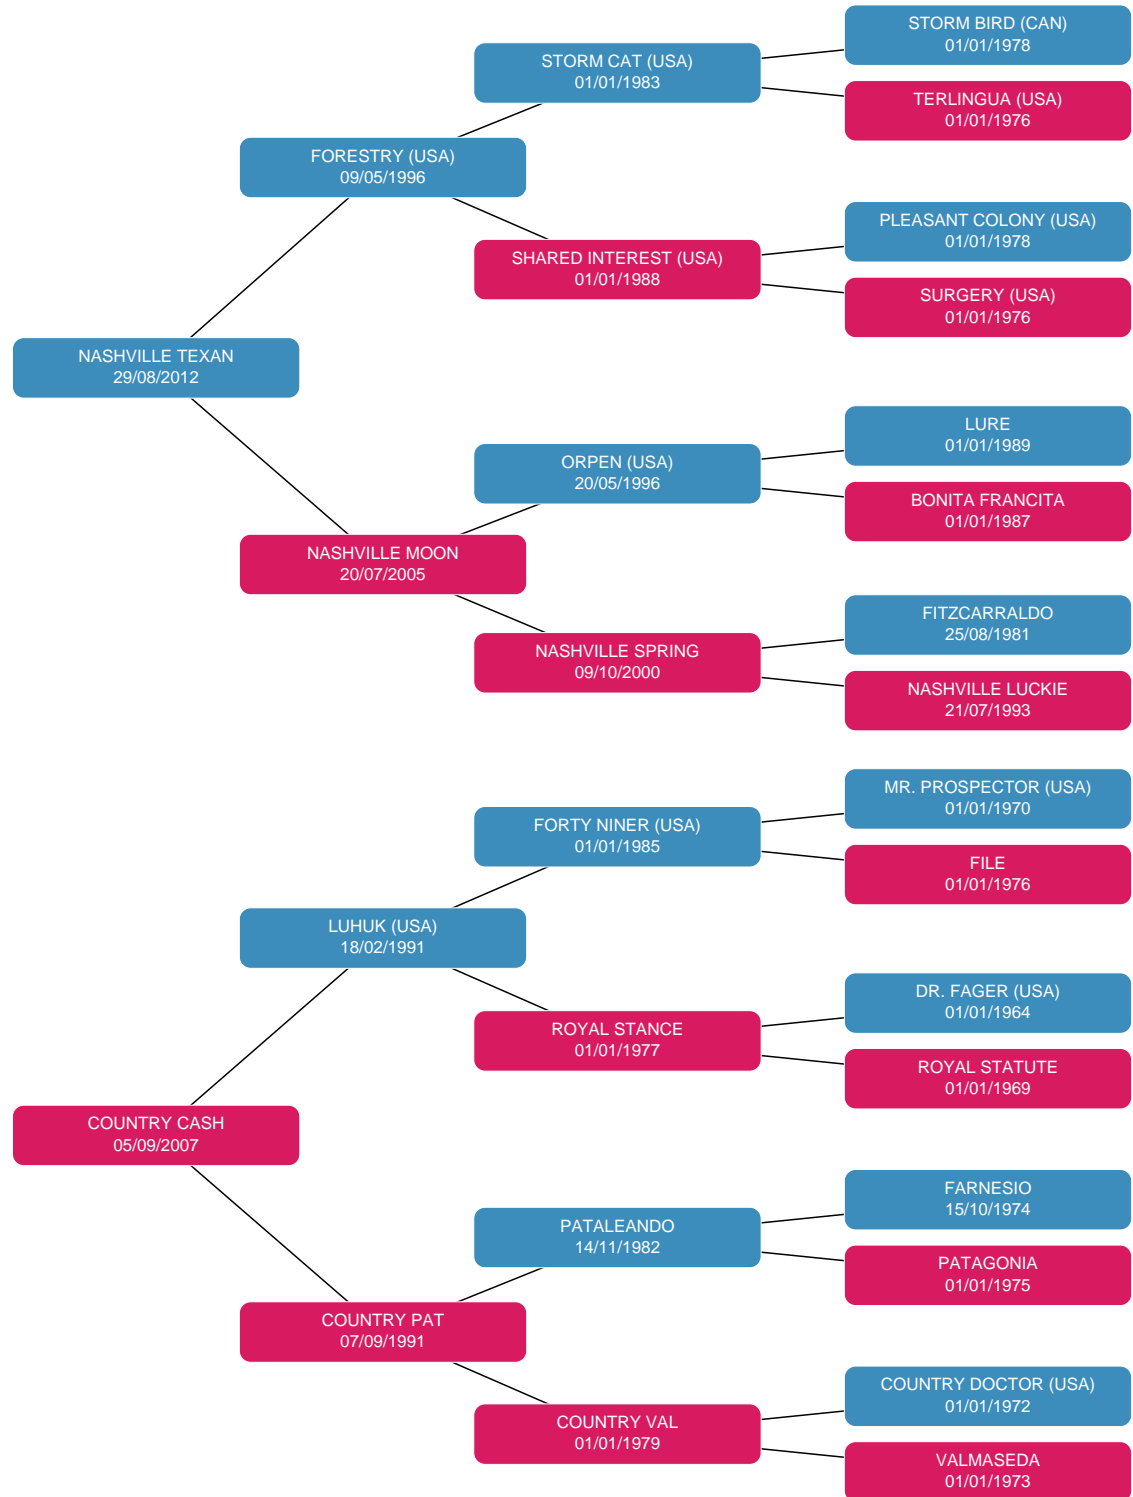 STORM BIRD (CAN)
01/01/1978
STORM CAT (USA)
01/01/1983
TERLINGUA (USA)
01/01/1976
FORESTRY (USA)
09/05/1996
PLEASANT COLONY (USA)
01/01/1978
SHARED INTEREST (USA)
01/01/1988
SURGERY (USA)
01/01/1976
NASHVILLE TEXAN
29/08/2012
LURE
01/01/1989
ORPEN (USA)
20/05/1996
BONITA FRANCITA
01/01/1987
NASHVILLE MOON
20/07/2005
FITZCARRALDO
25/08/1981
NASHVILLE SPRING
09/10/2000
NASHVILLE LUCKIE
21/07/1993
MR. PROSPECTOR (USA)
01/01/1970
FORTY NINER (USA)
01/01/1985
FILE
01/01/1976
LUHUK (USA)
18/02/1991
DR. FAGER (USA)
01/01/1964
ROYAL STANCE
01/01/1977
ROYAL STATUTE
01/01/1969
COUNTRY CASH
05/09/2007
FARNESIO
15/10/1974
PATALEANDO
14/11/1982
PATAGONIA
01/01/1975
COUNTRY PAT
07/09/1991
COUNTRY DOCTOR (USA)
01/01/1972
COUNTRY VAL
01/01/1979
VALMASEDA
01/01/1973